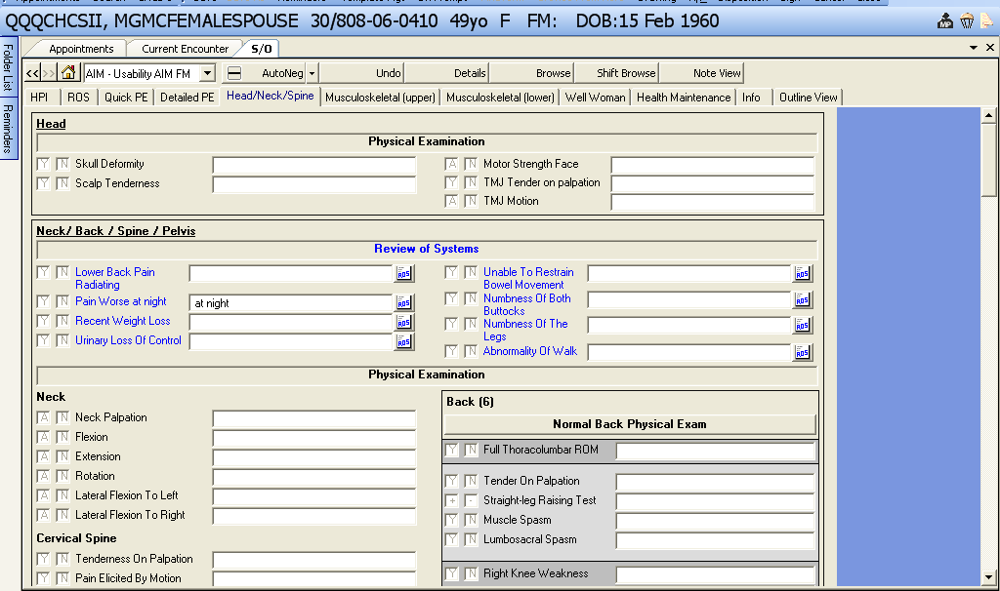 QQQCHCSII, MGMCFEMALESPOUSE 30/808-06-0410 49yo F FM: DOB:15 Feb 1960
Folder List
Reminders
Appointments Current Encounter S/O
<< >> AIM - Usability AIM FM AutoNeg Undo Details Browse Shift Browse Note View
HPI ROS Quick PE Detailed PE Head/Neck/Spine Musculoskeletal (upper) Musculoskeletal (lower) Well Woman Health Maintenance Info Outline View
Head
Physical Examination
Y N Skull Deformity
Y N Scalp Tenderness
A N Motor Strength Face
Y N TMJ Tender on palpation
A N TMJ Motion
Neck/ Back / Spine / Pelvis
Review of Systems
Y N Lower Back Pain
Radiating
ROS
Y N Pain Worse at night at night ROS
Y N Recent Weight Loss ROS
Y N Urinary Loss Of Control ROS
Y N Unable To Restrain
Bowel Movement
ROS
Y N Numbness Of Both
Buttocks
ROS
Y N Numbness Of The
Legs
ROS
Y N Abnormality Of Walk ROS
Physical Examination
Neck
A N Neck Palpation
A N Flexion
A N Extension
A N Rotation
A N Lateral Flexion To Left
A N Lateral Flexion To Right
Cervical Spine
Y N Tenderness On Palpation
Y N Pain Elicited By Motion
Back (6)
Normal Back Physical Exam
Y N Full Thoracolumbar ROM
Y N Tender On Palpation
+ - Straight-leg Raising Test
Y N Muscle Spasm
Y N Lumbosacral Spasm
Y N Right Knee Weakness